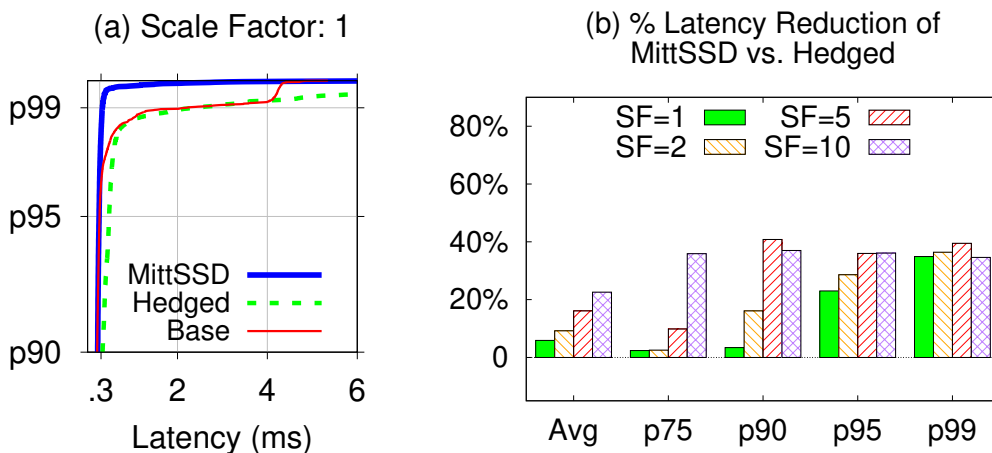 (a) Scale Factor: 1
p99
p95
p90
MittSSD
Hedged
Base
.3 2 4 6
Latency (ms)
(b) % Latency Reduction of
MittSSD vs. Hedged
80%
60%
40%
20%
0
SF=1 SF=5
SF=2 SF=10
Avg p75 p90 p95 p99